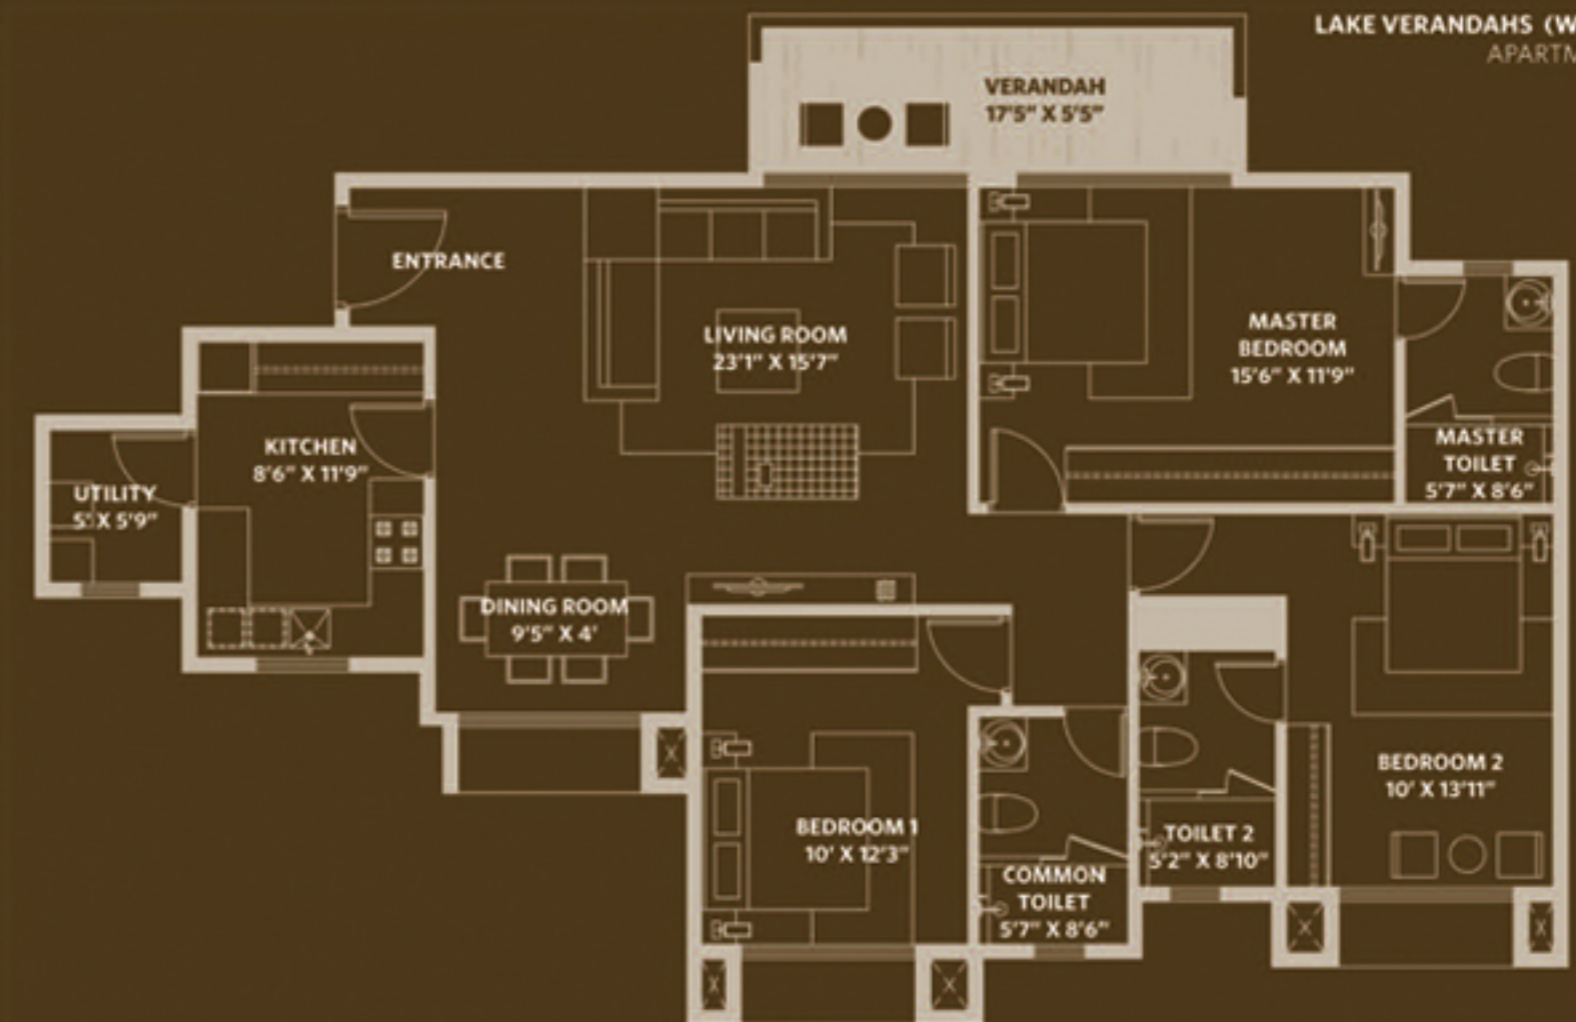 LAKE VERANDAHS (W
APARTM
VERANDAH
17'5" X 5'5"
ENTRANCE
LIVING ROOM
23'1" X 15'7"
MASTER
BEDROOM
15'6" X 11'9"
MASTER
TOILET
5'7" X 8'6"
KITCHEN
8'6" X 11'9"
UTILITY
5' X 5'9"
DINING ROOM
9'5" X 4'
BEDROOM 1
10' X 12'3"
COMMON
TOILET
5'7" X 8'6"
TOILET 2
5'2" X 8'10"
BEDROOM 2
10' X 13'11"